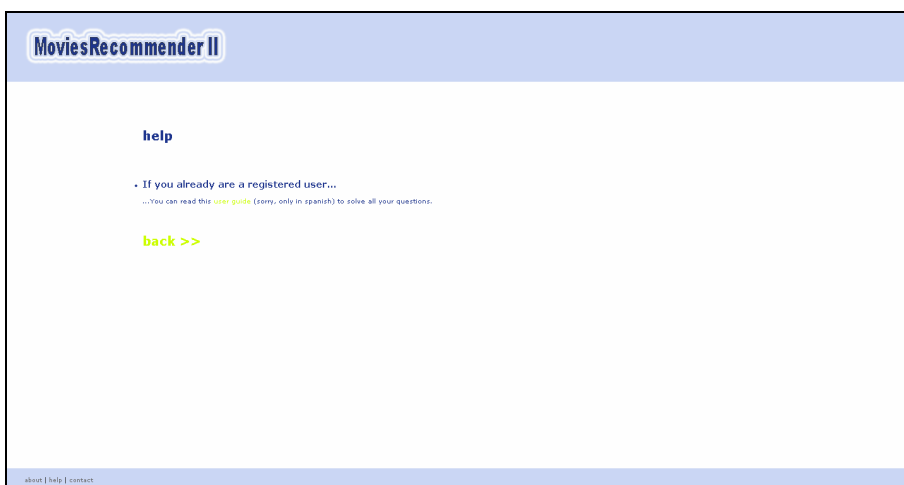 MoviesRecommender II
help
• If you already are a registered user...
...You can read this user guide (sorry, only in spanish) to solve all your questions.
back >>
about | help | contact